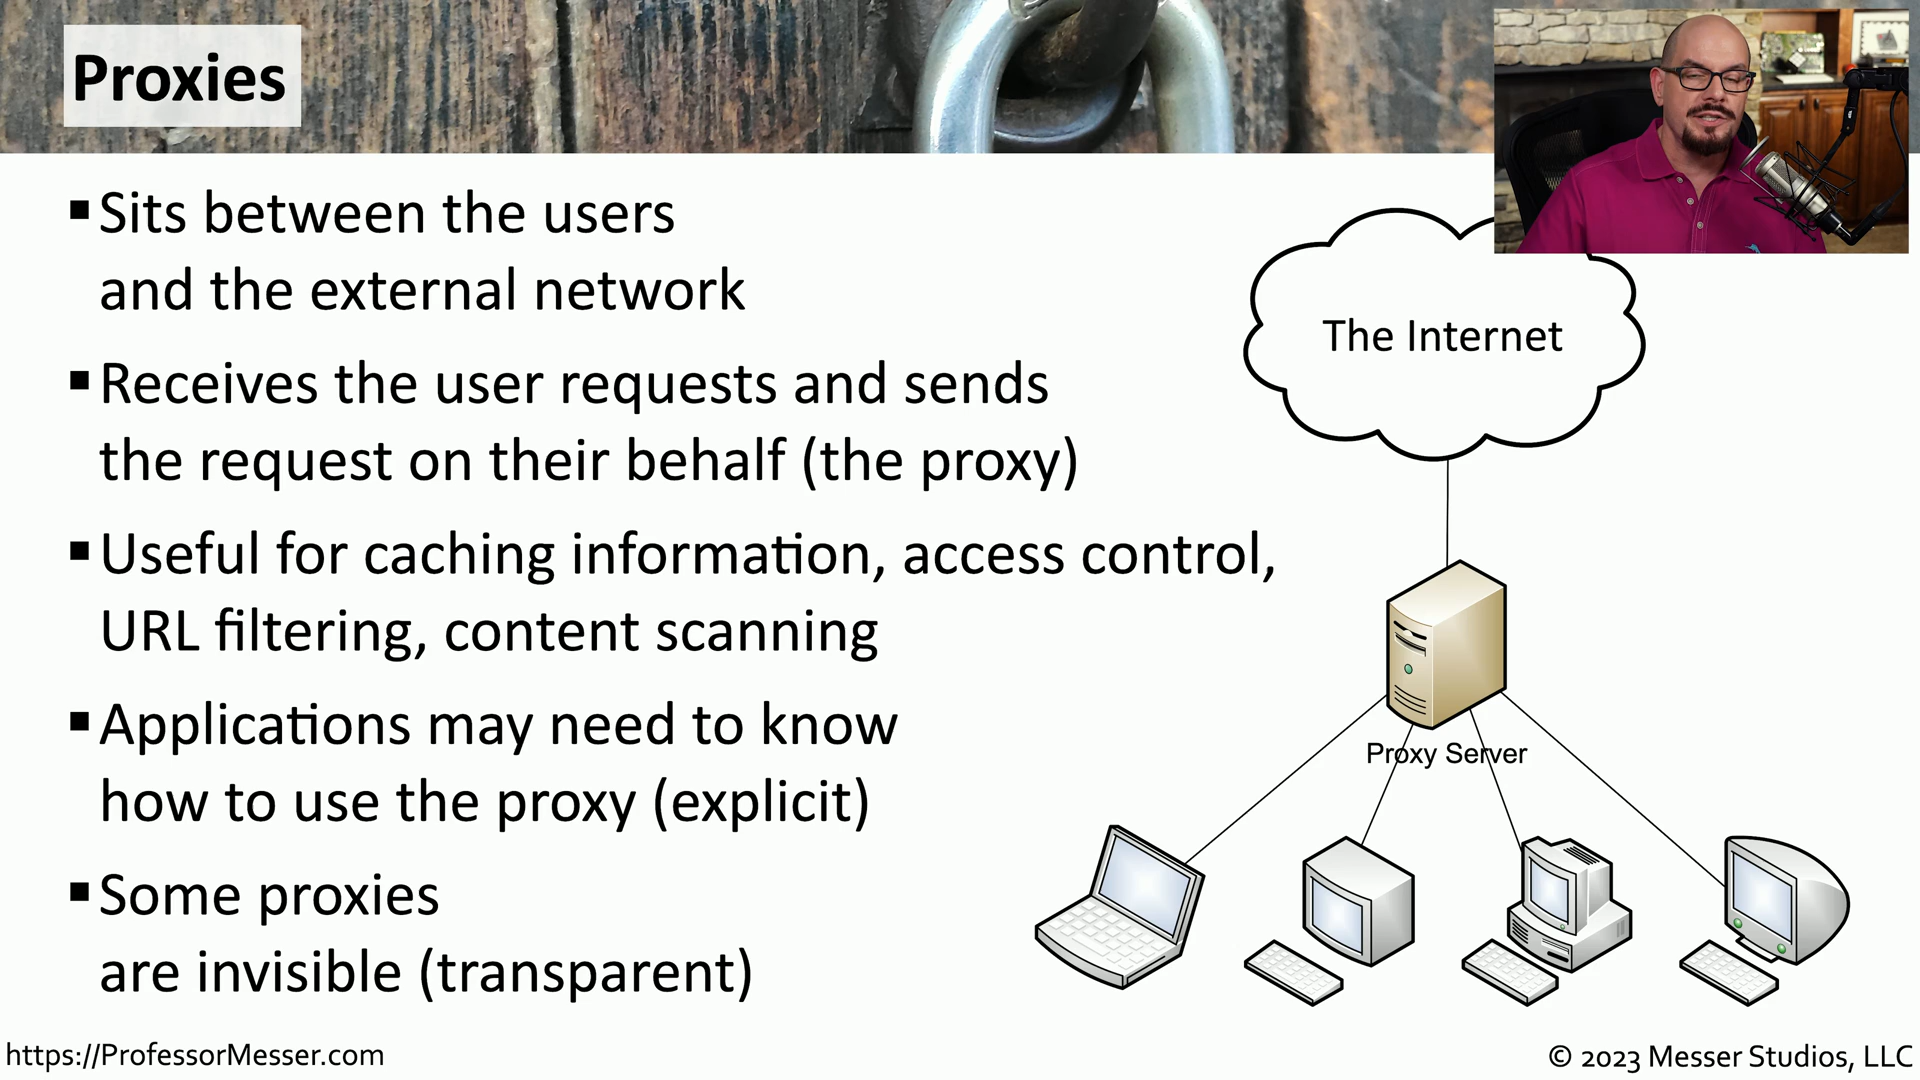 Proxies
▪Sits between the users
and the external network
▪Receives the user requests and sends
the request on their behalf (the proxy)
▪Useful for caching information, access control,
URL filtering, content scanning
▪Applications may need to know
how to use the proxy (explicit)
▪Some proxies
are invisible (transparent)
The Internet
Proxy Server
https://ProfessorMesser.com
© 2023 Messer Studios, LLC